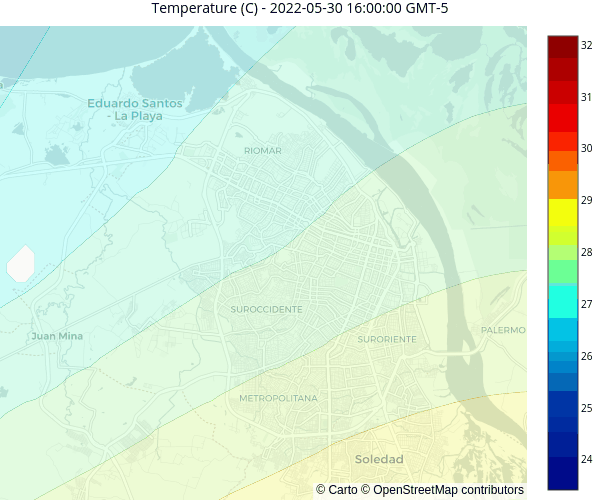 Temperature (C) - 2022-05-30 16:00:00 GMT-5
Eduardo Santos
- La Playa
RIOMAR
SUROCCIDENTE
Juan Mina
SURORIENTE
PALERMO
METROPOLITANA
Soledad
© Carto © OpenStreetMap contributors
32
31
30
29
28
27
26
25
24